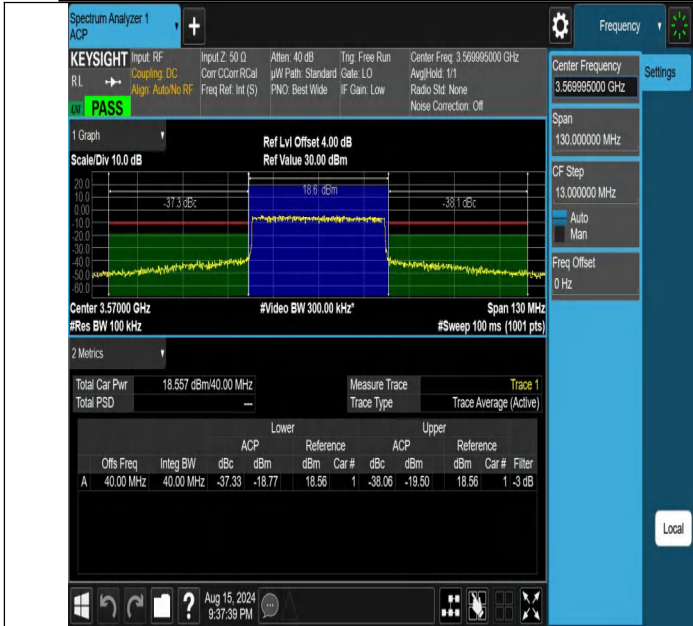 Spectrum Analyzer 1
ACP
+
Frequency
KEYSIGHT
RL
LXI
PASS
Input: RF
Coupling: DC
Align: Auto/No RF
Input Z: 50 Ω
Corr CCorr RCal
Freq Ref: Int (S)
Atten: 40 dB
µW Path: Standard
PNO: Best Wide
Trig: Free Run
Gate: LO
IF Gain: Low
Center Freq: 3.569995000 GHz
Avg|Hold: 1/1
Radio Std: None
Noise Correction: Off
Center Frequency
3.569995000 GHz
Settings
Span
130.000000 MHz
CF Step
13.000000 MHz
Auto
Man
Freq Offset
0 Hz
Local
1 Graph
Scale/Div 10.0 dB
Ref Lvl Offset 4.00 dB
Ref Value 30.00 dBm
20.0
10.0
0.00
-10.0
-20.0
-30.0
-40.0
-50.0
-60.0
-37.3 dBc
18.6 dBm
-38.1 dBc
Center 3.57000 GHz
#Video BW 300.00 kHz*
Span 130 MHz
#Res BW 100 kHz
#Sweep 100 ms (1001 pts)
2 Metrics
Total Car Pwr 18.557 dBm/40.00 MHz
Total PSD ---
Measure Trace Trace 1
Trace Type Trace Average (Active)
Lower Upper
ACP Reference ACP Reference
Offs Freq Integ BW dBc dBm dBm Car # dBc dBm dBm Car # Filter
A 40.00 MHz 40.00 MHz -37.33 -18.77 18.56 1 -38.06 -19.50 18.56 1 -3 dB
?
Aug 15, 2024
9:37:39 PM